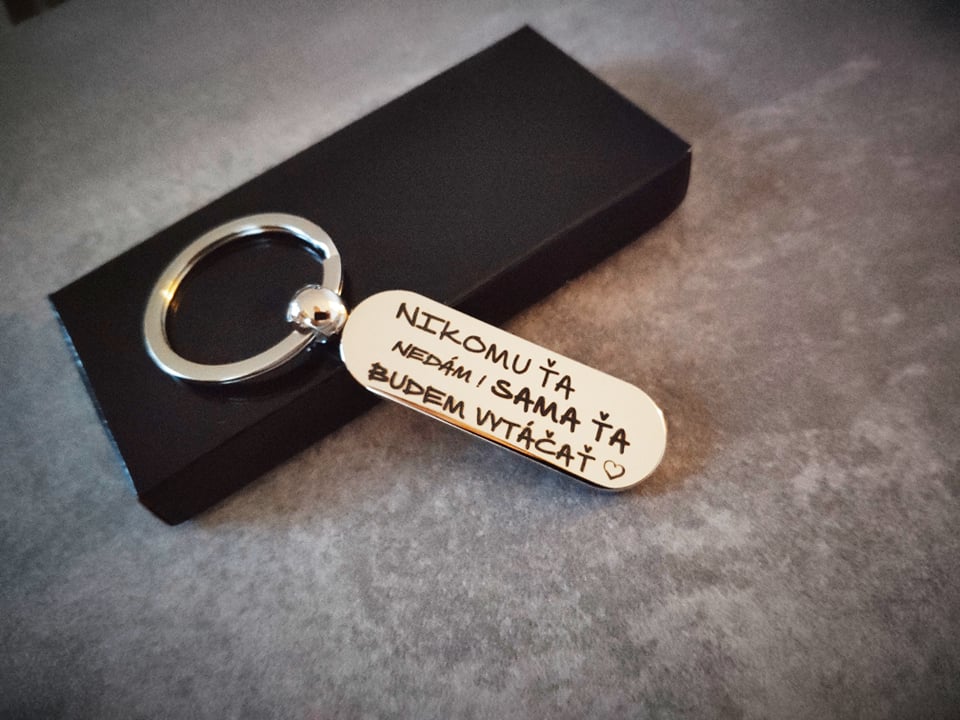 NIKOMU ŤA
NEDÁM! SAMA ŤA
BUDEM VYTÁČAŤ ♡